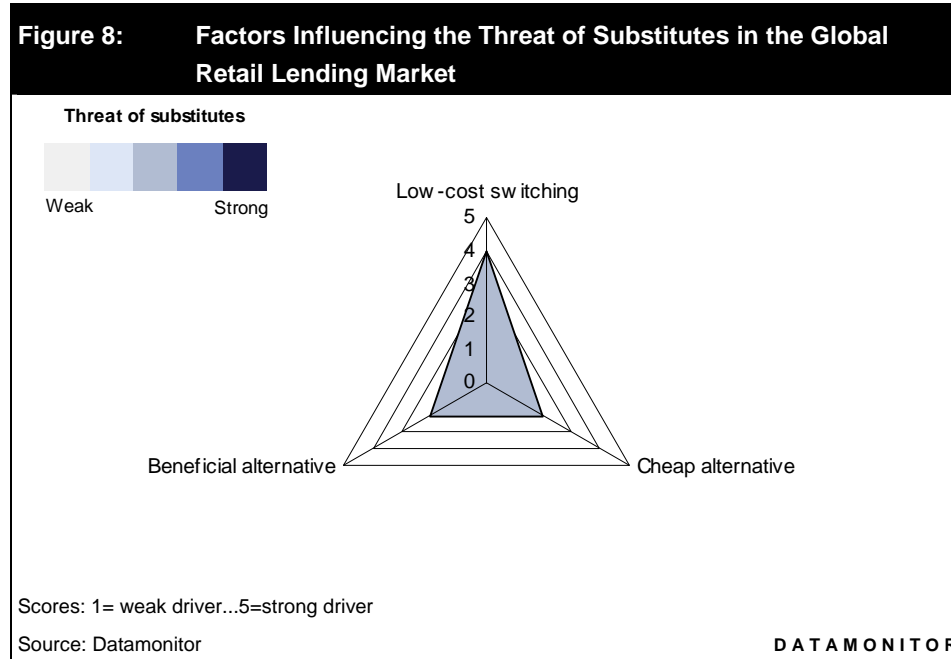 Figure 8: Factors Influencing the Threat of Substitutes in the Global
Retail Lending Market
Threat of substitutes
Weak Strong
Low-cost switching
5
4
3
2
1
0
Beneficial alternative Cheap alternative
Scores: 1= weak driver...5=strong driver
Source: Datamonitor DATAMONITOR